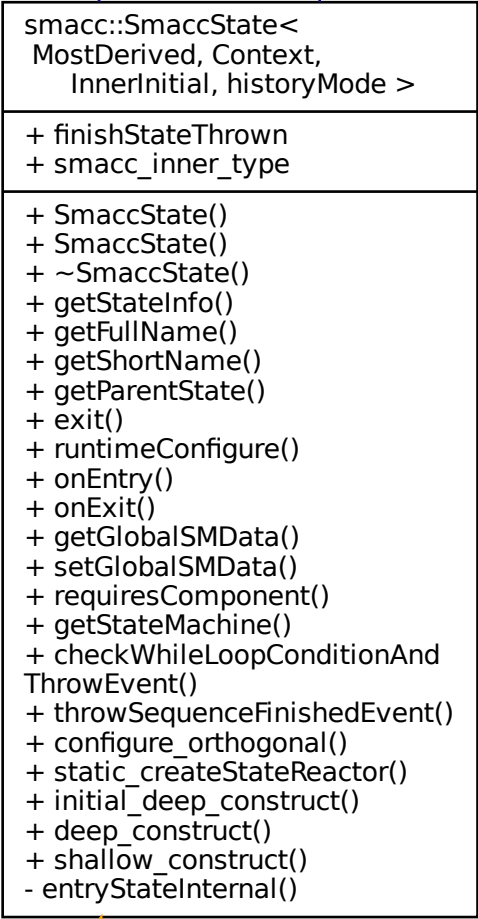 smacc::SmaccState<
MostDerived, Context,
InnerInitial, historyMode >
+ finishStateThrown
+ smacc_inner_type
+ SmaccState()
+ SmaccState()
+ ~SmaccState()
+ getStateInfo()
+ getFullName()
+ getShortName()
+ getParentState()
+ exit()
+ runtimeConfigure()
+ onEntry()
+ onExit()
+ getGlobalSMData()
+ setGlobalSMData()
+ requiresComponent()
+ getStateMachine()
+ checkWhileLoopConditionAnd
ThrowEvent()
+ throwSequenceFinishedEvent()
+ configure_orthogonal()
+ static_createStateReactor()
+ initial_deep_construct()
+ deep_construct()
+ shallow_construct()
- entryStateInternal()